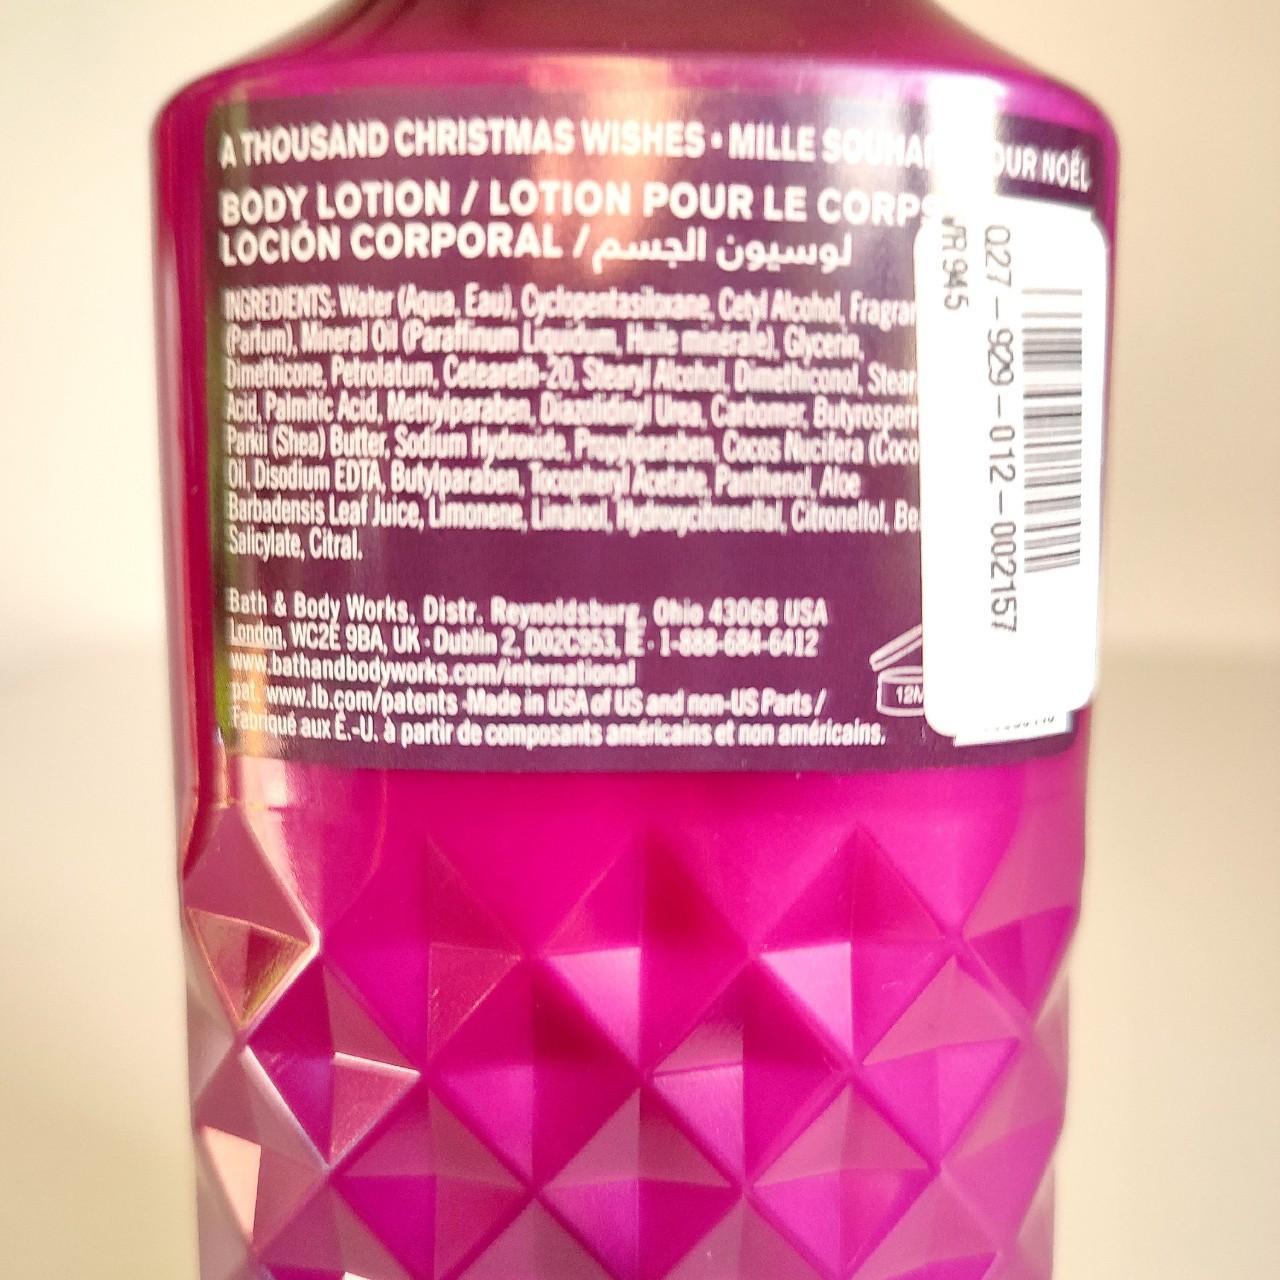 A THOUSAND CHRISTMAS WISHES • MILLE OUR NOËL
BODY LOTION / LOTION POUR LE CORPS
LOCIÓN CORPORAL / لوسيون الجسم
INGREDIENTS: Water (Aqua, Eau), Cyclopentasiloxane, Cetyl Alcohol, Fragran
(Parfum), Mineral Oil (Paraffinum Liquidum, Huile minérale), Glycerin,
Dimethicone, Petrolatum, Ceteareth-20, Stearyl Alcohol, Dimethiconol, Stear
Acid, Palmitic Acid, Methylparaben, Diazolidinyl Urea, Carbomer, Butyrosperm
Parkii (Shea) Butter, Sodium Hydroxide, Propylparaben, Cocos Nucifera (Coco
Oil, Disodium EDTA, Butylparaben, Tocopheryl Acetate, Panthenol, Aloe
Barbadensis Leaf Juice, Limonene, Linalool, Hydroxycitronellal, Citronellol, Be
Salicylate, Citral.
Bath & Body Works, Distr. Reynoldsburg, Ohio 43068 USA
London, WC2E 9BA, UK · Dublin 2, D02C953, IE · 1-888-684-6412
www.bathandbodyworks.com/international
pat. www.lb.com/patents ·Made in USA of US and non-US Parts /
Fabriqué aux É.-U. à partir de composants américains et non américains.
12M
027-929-012-002157
945